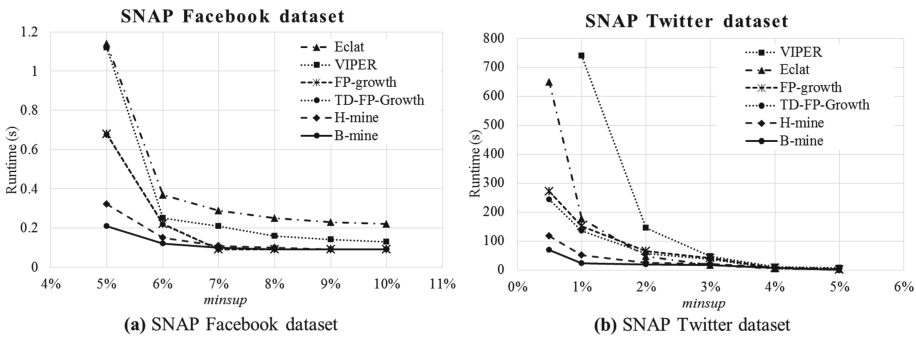 SNAP Facebook dataset
1.2
1
0.8
0.6
0.4
0.2
0
Runtime (s)
Eclat
VIPER
FP-growth
TD-FP-Growth
H-mine
B-mine
4% 5% 6% 7% 8% 9% 10% 11%
minsup
(a) SNAP Facebook dataset
SNAP Twitter dataset
800
700
600
500
400
300
200
100
0
Runtime (s)
VIPER
Eclat
FP-growth
TD-FP-Growth
H-mine
B-mine
0% 1% 2% 3% 4% 5% 6%
minsup
(b) SNAP Twitter dataset